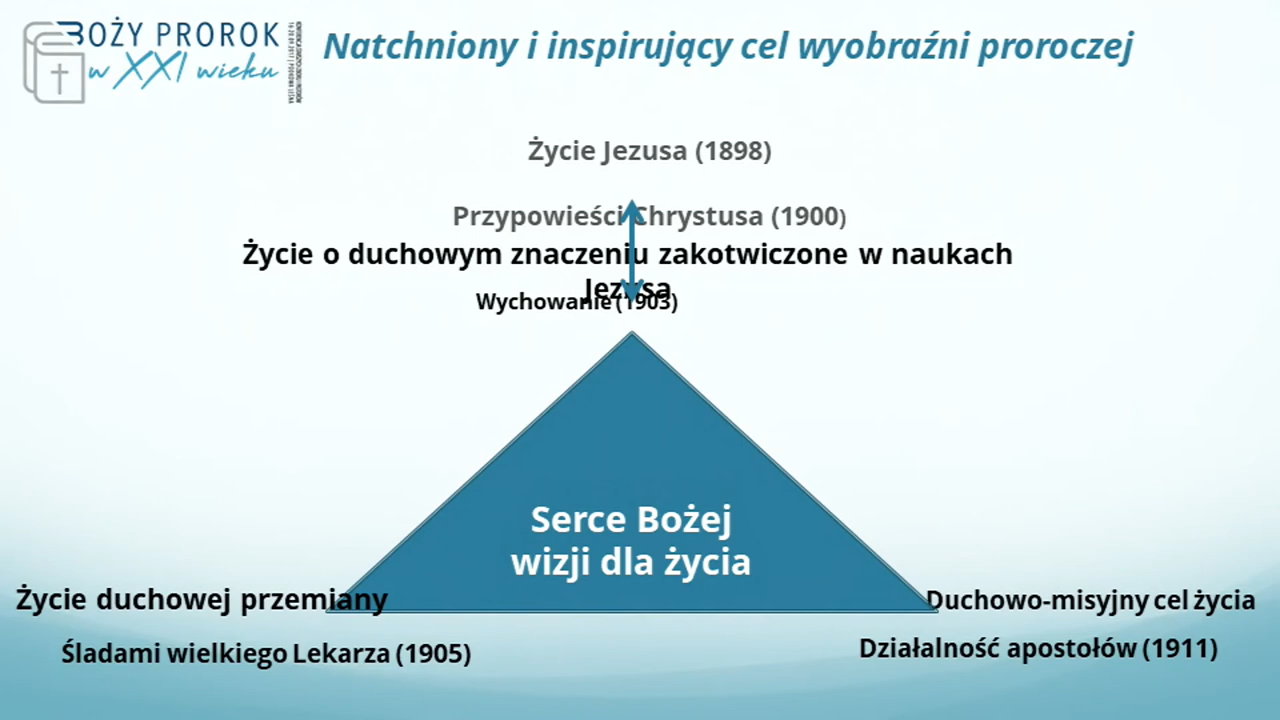 BOŻY PROROK
w XXI wieku
Natchniony i inspirujący cel wyobraźni proroczej
Życie Jezusa (1898)
Przypowieści Chrystusa (1900)
Życie o duchowym znaczeniu zakotwiczone w naukach
Jezusa
Wychowanie (1903)
Serce Bożej
wizji dla życia
Życie duchowej przemiany
Duchowo-misyjny cel życia
Śladami wielkiego Lekarza (1905)
Działalność apostołów (1911)